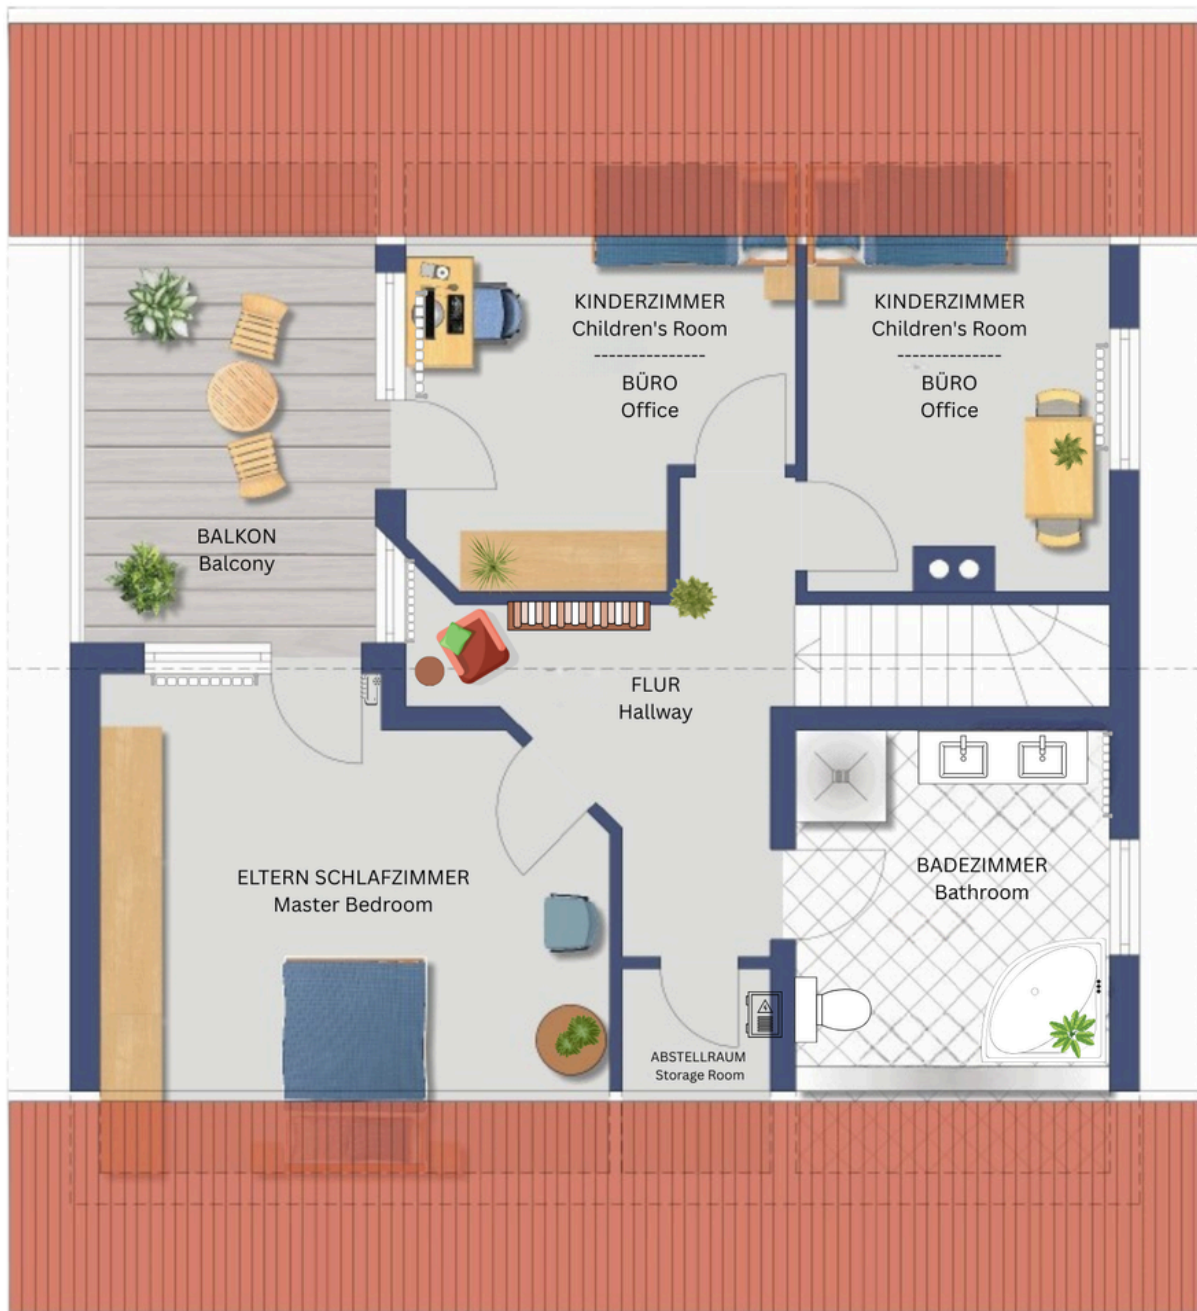 KINDERZIMMER
Children's Room
---------------
BÜRO
Office
KINDERZIMMER
Children's Room
--------------
BÜRO
Office
BALKON
Balcony
FLUR
Hallway
ELTERN SCHLAFZIMMER
Master Bedroom
BADEZIMMER
Bathroom
ABSTELLRAUM
Storage Room